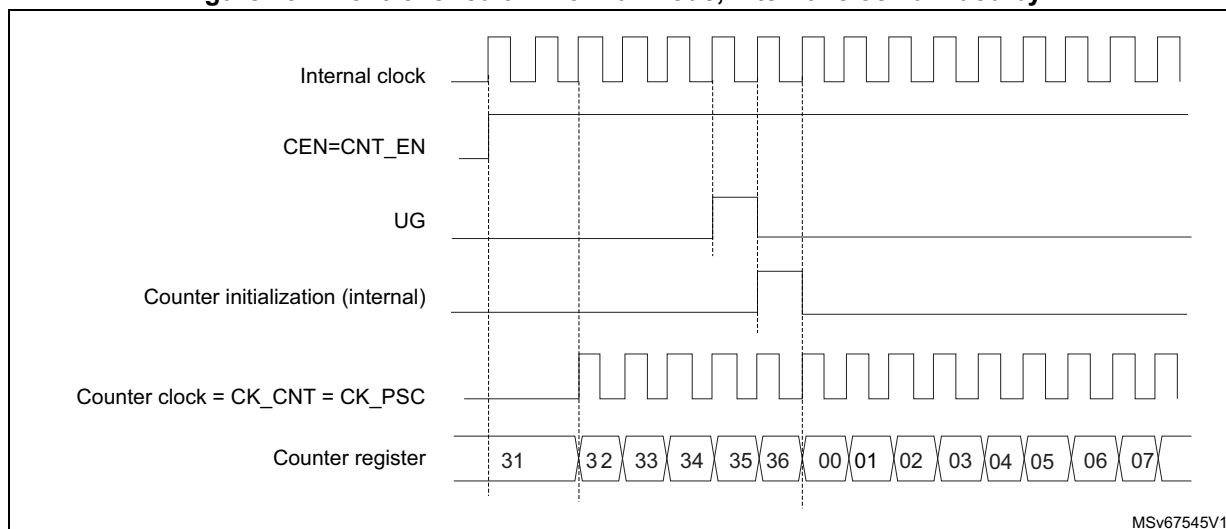 Internal clock
CEN=CNT_EN
UG
Counter initialization (internal)
Counter clock = CK_CNT = CK_PSC
Counter register 31 32 33 34 35 36 00 01 02 03 04 05 06 07
MSv67545V1